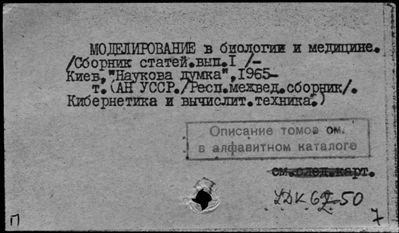 МОДЕЛИРОВАНИЕ в биологии и медицине.
/Сборник статей.вып.I /–
Киев,"Наукова думка",1965–
т.(АН УССР./Респ.межвед.сборник/.
Кибернетика и вычислит.техника.)
Описание томов см.
в алфавитном каталоге
см.след.карт.
П
7